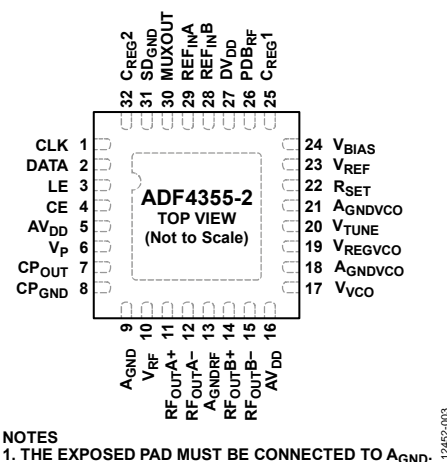 32 CREG2
31 SDGND
30 MUXOUT
29 REFINA
28 REFINB
27 DVDD
26 PDBRF
25 CREG1
CLK 1
DATA 2
LE 3
CE 4
AVDD 5
VP 6
CPOUT 7
CPGND 8
ADF4355-2
TOP VIEW
(Not to Scale)
24 VBIAS
23 VREF
22 RSET
21 AGNDVCO
20 VTUNE
19 VREGVCO
18 AGNDVCO
17 VVCO
AGND 9
VRF 10
RFOUTA+ 11
RFOUTA− 12
AGNDRF 13
RFOUTB+ 14
RFOUTB− 15
AVDD 16
NOTES
1. THE EXPOSED PAD MUST BE CONNECTED TO AGND.
12452-003